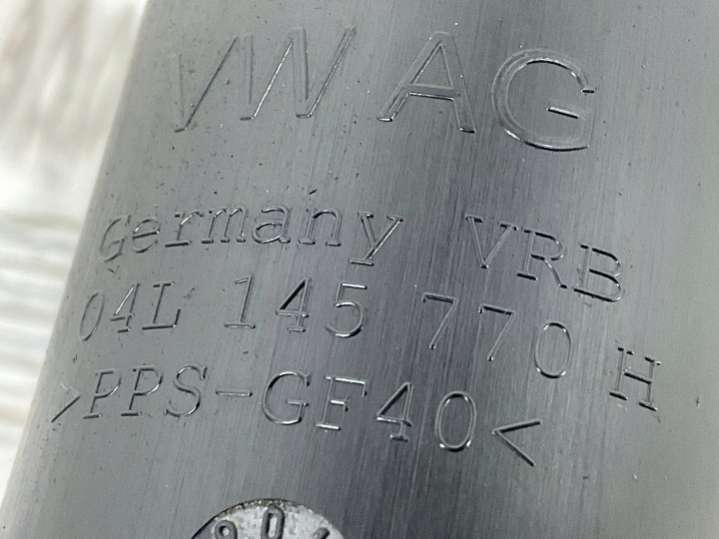 VW AG
Germany VRB
04L 145 770 H
>PPS-GF40<